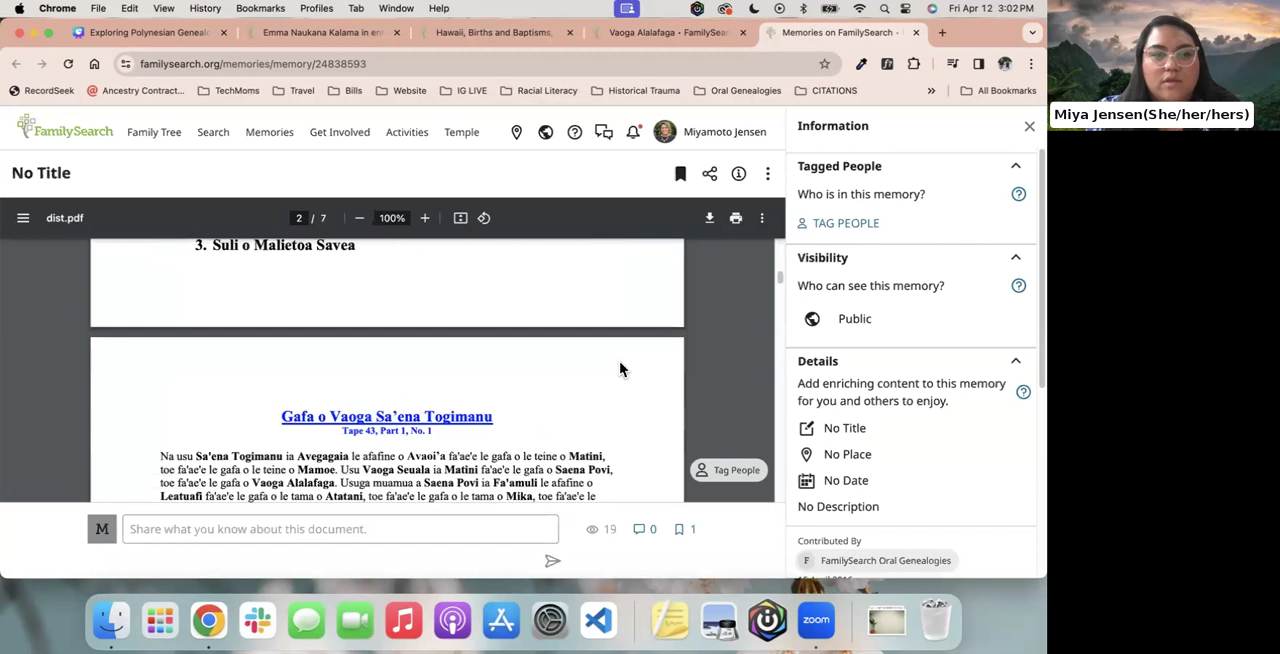 Chrome File Edit View History Bookmarks Profiles Tab Window Help
Fri Apr 12 3:02 PM
Exploring Polynesian Geneal
Emma Naukana Kalama in en
Hawaii, Births and Baptisms,
Vaoga Alalafaga • FamilySear
Memories on FamilySearch •
familysearch.org/memories/memory/24838593
RecordSeek
Ancestry Contract...
TechMoms
Travel
Bills
Website
IG LIVE
Racial Literacy
Historical Trauma
Oral Genealogies
CITATIONS
»
All Bookmarks
FamilySearch
Family Tree Search Memories Get Involved Activities Temple
Miyamoto Jensen
No Title
dist.pdf
2 / 7
100%
3. Suli o Malietoa Savea
Gafa o Vaoga Sa'ena Togimanu
Tape 43, Part 1, No. 1
Na usu Sa'ena Togimanu ia Avegagaia le afafine o Avaoi'a fa'ae'e le gafa o le teine o Matini,
toe fa'ae'e le gafa o le teine o Mamoe. Usu Vaoga Seuala ia Matini fa'ae'e le gafa o Saena Povi,
toe fa'ae'e le gafa o Vaoga Alalafaga. Usuga muamua a Saena Povi ia Fa'amuli le afafine o
Leatuafi fa'ae'e le gafa o le tama o Atatani, toe fa'ae'e le gafa o le tama o Mika, toe fa'ae'e le
Tag People
M
Share what you know about this document.
19
0
1
Information
Tagged People
Who is in this memory?
TAG PEOPLE
Visibility
Who can see this memory?
Public
Details
Add enriching content to this memory
for you and others to enjoy.
No Title
No Place
No Date
No Description
Contributed By
F FamilySearch Oral Genealogies
Miya Jensen(She/her/hers)
zoom